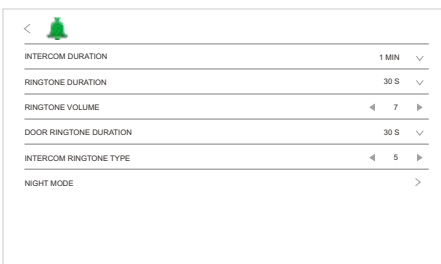 INTERCOM DURATION 1 MIN
RINGTONE DURATION 30 S
RINGTONE VOLUME 7
DOOR RINGTONE DURATION 30 S
INTERCOM RINGTONE TYPE 5
NIGHT MODE